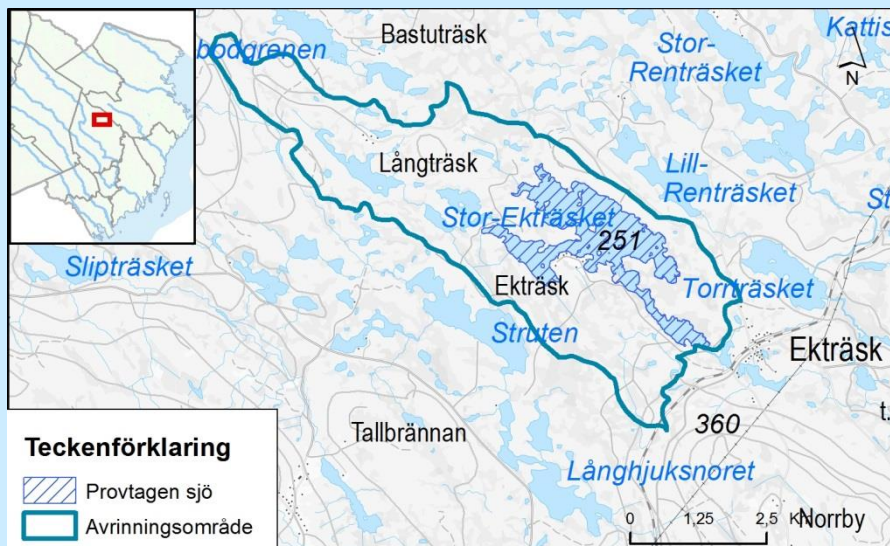 Bastuträsk
Stor-
Renträsket
Kattis
N
Långträsk
Lill-
Renträsket
Stor-Ekträsket
251
St
Slipträsket
Ekträsk
Torrträsket
Struten
Ekträsk
Tallbrännan
360
t.
Långhjuksnoret
Norrby
0 1,25 2,5 Km
Teckenförklaring
Provtagen sjö
Avrinningsområde